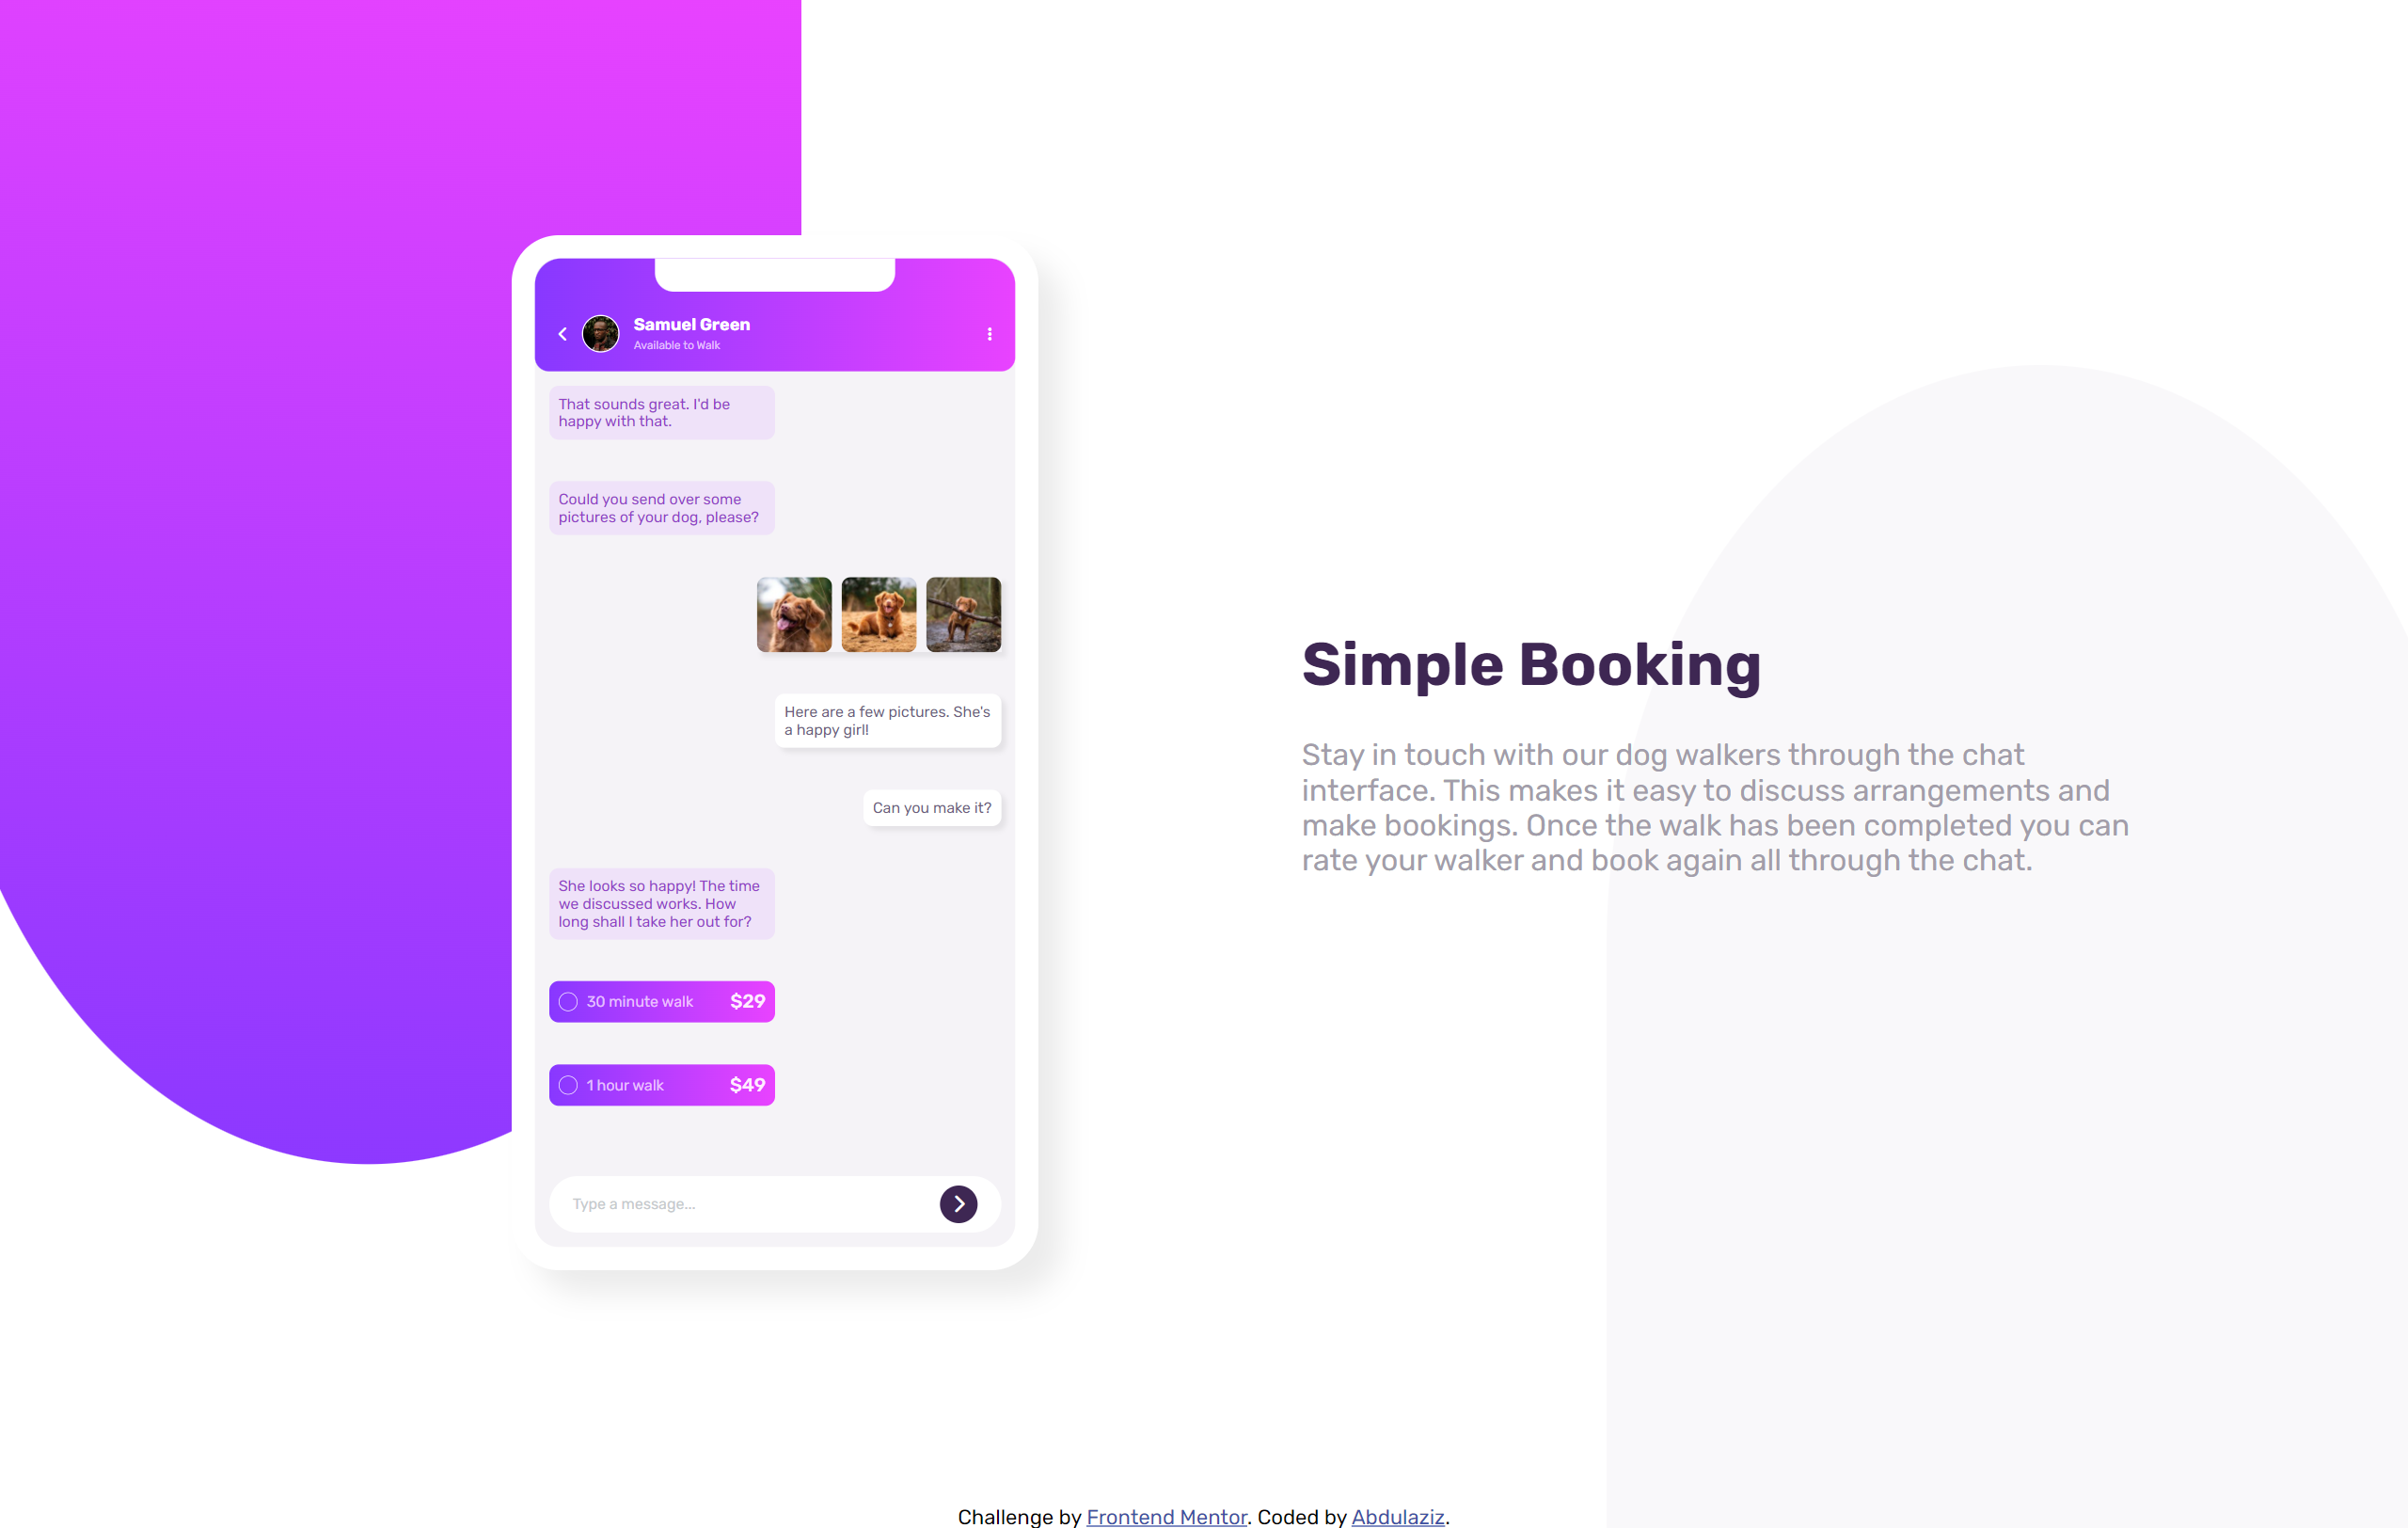 Samuel Green
Available to Walk
That sounds great. I'd be
happy with that.
Could you send over some
pictures of your dog, please?
Here are a few pictures. She's
a happy girl!
Can you make it?
She looks so happy! The time
we discussed works. How
long shall I take her out for?
30 minute walk $29
1 hour walk $49
Type a message...
Simple Booking
Stay in touch with our dog walkers through the chat
interface. This makes it easy to discuss arrangements and
make bookings. Once the walk has been completed you can
rate your walker and book again all through the chat.
Challenge by Frontend Mentor. Coded by Abdulaziz.